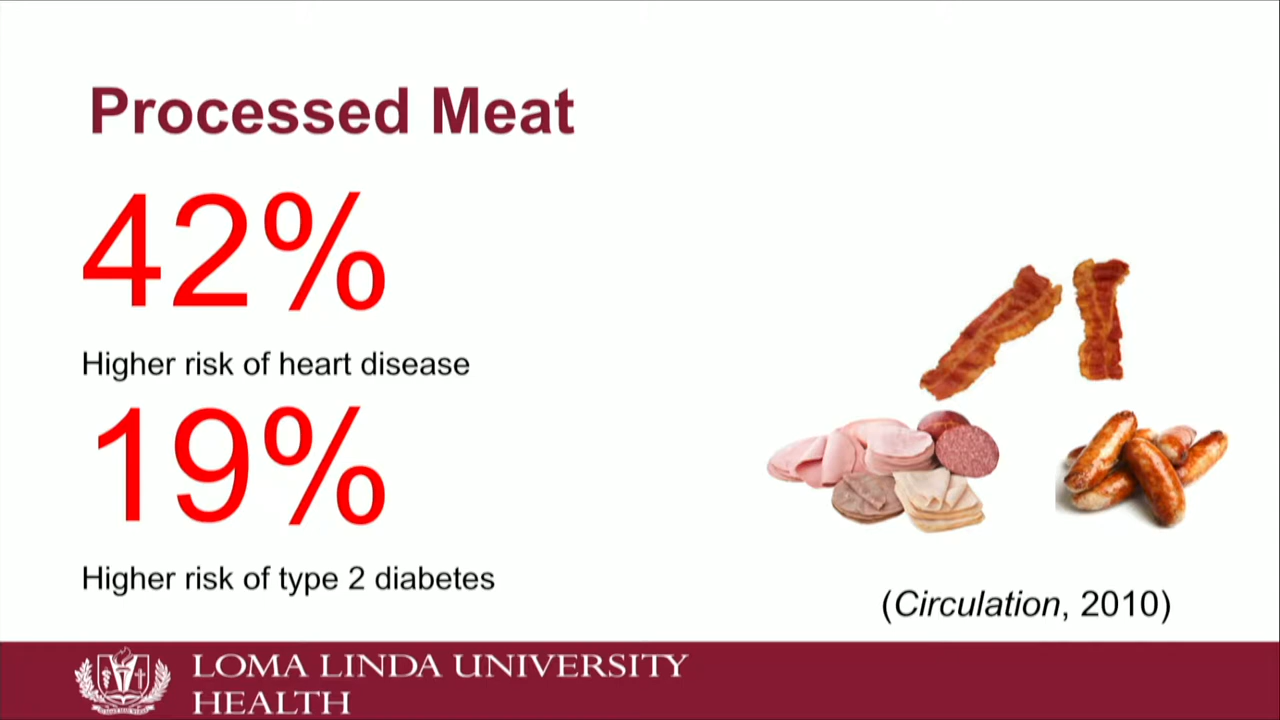 Processed Meat
42%
Higher risk of heart disease
19%
Higher risk of type 2 diabetes
(Circulation, 2010)
LOMA LINDA UNIVERSITY
HEALTH